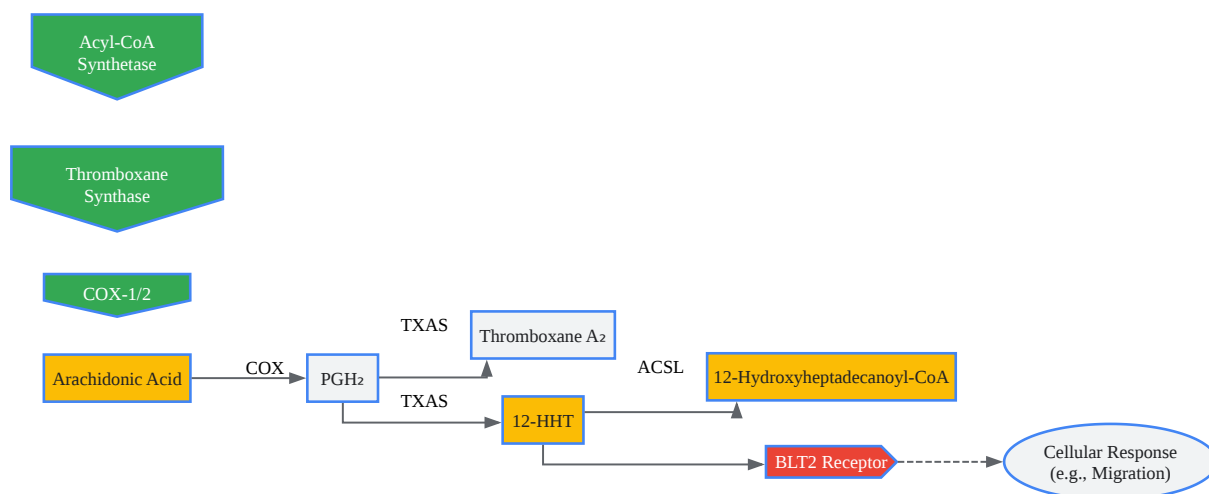 Acyl-CoA
Synthetase
Thromboxane
Synthase
COX-1/2
TXAS
Thromboxane A₂
Arachidonic Acid
COX
PGH₂
ACSL
12-Hydroxyheptadecanoyl-CoA
TXAS
12-HHT
BLT2 Receptor
Cellular Response
(e.g., Migration)